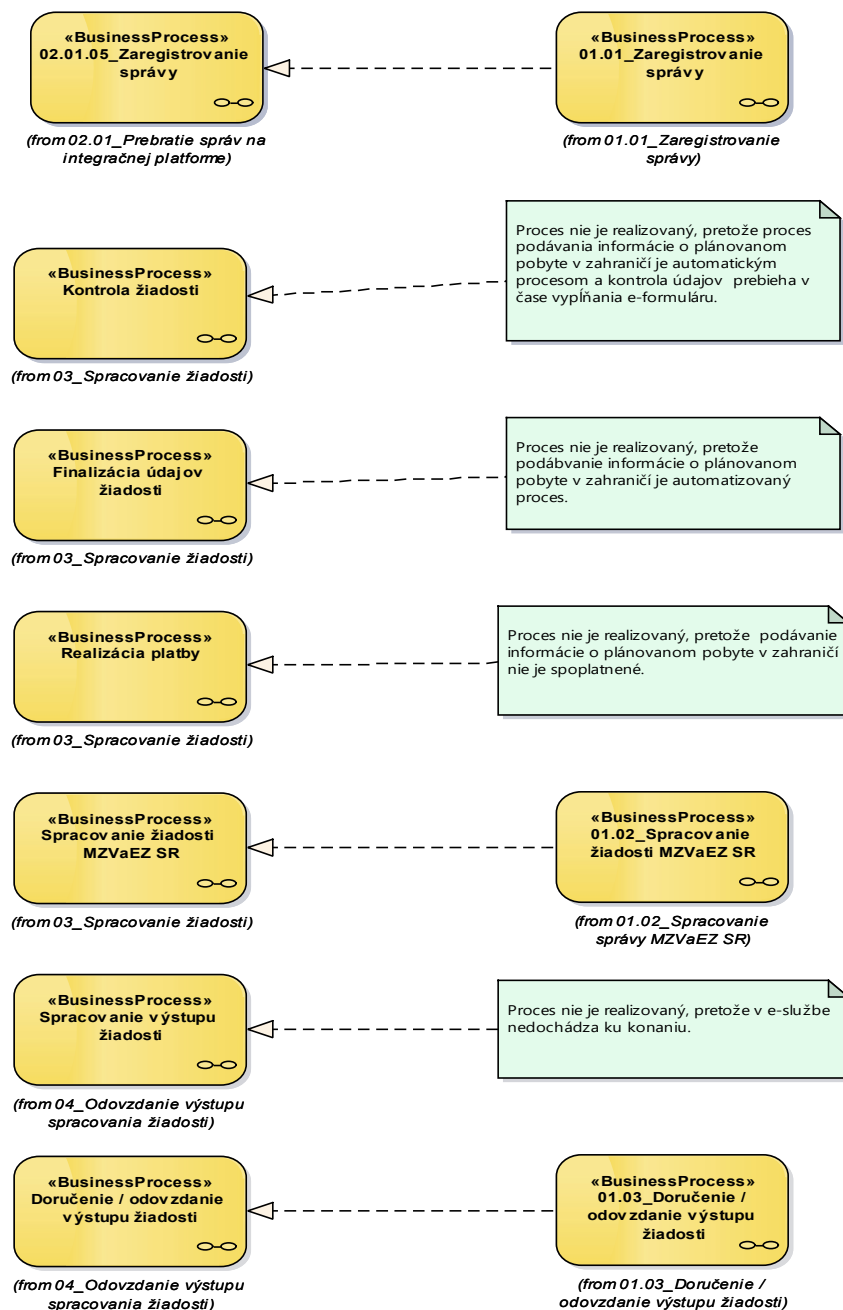 «BusinessProcess»
02.01.05_Zaregistrovanie
správy
(from 02.01_Prebratie správ na
integračnej platforme)
«BusinessProcess»
01.01_Zaregistrovanie
správy
(from 01.01_Zaregistrovanie
správy)
«BusinessProcess»
Kontrola žiadosti
(from 03_Spracovanie žiadosti)
Proces nie je realizovaný, pretože proces
podávania informácie o plánovanom
pobyte v zahraničí je automatickým
procesom a kontrola údajov prebieha v
čase vypĺňania e-formuláru.
«BusinessProcess»
Finalizácia údajov
žiadosti
(from 03_Spracovanie žiadosti)
Proces nie je realizovaný, pretože
podábvanie informácie o plánovanom
pobyte v zahraničí je automatizovaný
proces.
«BusinessProcess»
Realizácia platby
(from 03_Spracovanie žiadosti)
Proces nie je realizovaný, pretože podávanie
informácie o plánovanom pobyte v zahraničí
nie je spoplatnené.
«BusinessProcess»
Spracovanie žiadosti
MZVaEZ SR
(from 03_Spracovanie žiadosti)
«BusinessProcess»
01.02_Spracovanie
žiadosti MZVaEZ SR
(from 01.02_Spracovanie
správy MZVaEZ SR)
«BusinessProcess»
Spracovanie výstupu
žiadosti
(from 04_Odovzdanie výstupu
spracovania žiadosti)
Proces nie je realizovaný, pretože v e-službe
nedochádza ku konaniu.
«BusinessProcess»
Doručenie / odovzdanie
výstupu žiadosti
(from 04_Odovzdanie výstupu
spracovania žiadosti)
«BusinessProcess»
01.03_Doručenie /
odovzdanie výstupu
žiadosti
(from 01.03_Doručenie /
odovzdanie výstupu žiadosti)